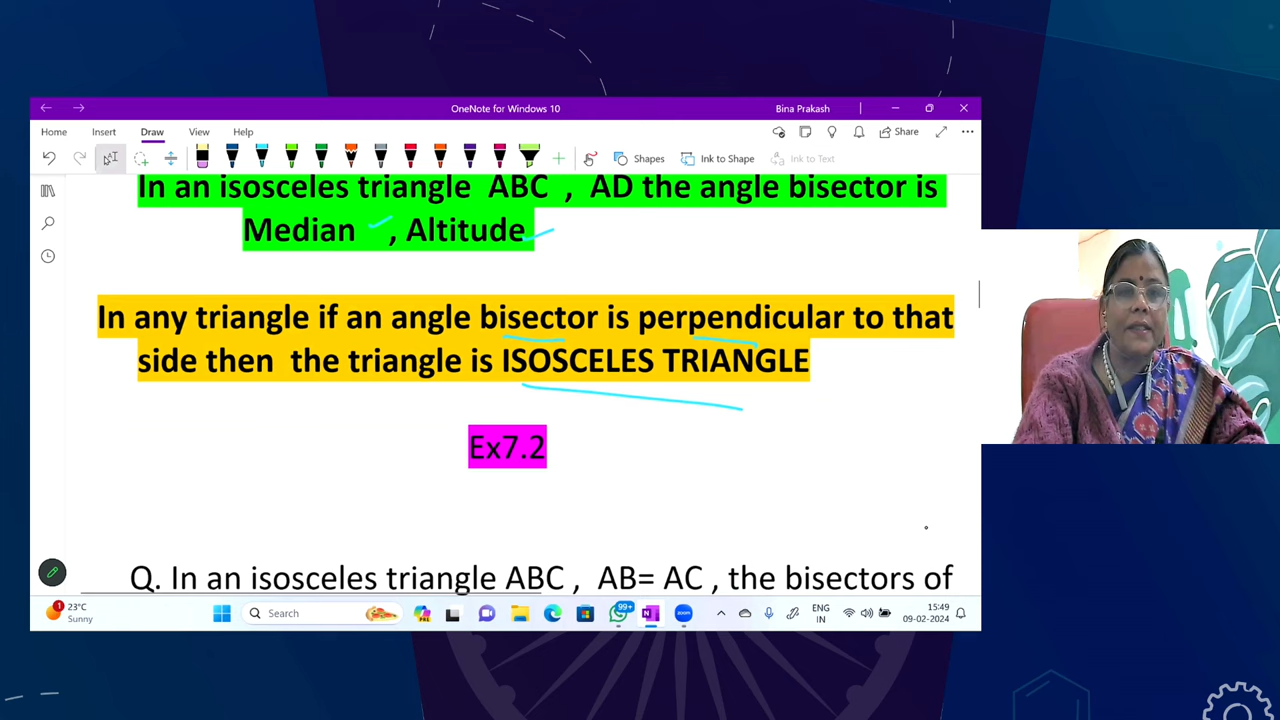 OneNote for Windows 10
Bina Prakash
Home Insert Draw View Help
Share
Shapes
Ink to Shape
Ink to Text
In an isosceles triangle ABC , AD the angle bisector is
Median , Altitude
In any triangle if an angle bisector is perpendicular to that
side then the triangle is ISOSCELES TRIANGLE
Ex7.2
Q. In an isosceles triangle ABC , AB= AC , the bisectors of
1
23°C
Sunny
Search
99+
zoom
ENG
IN
15:49
09-02-2024